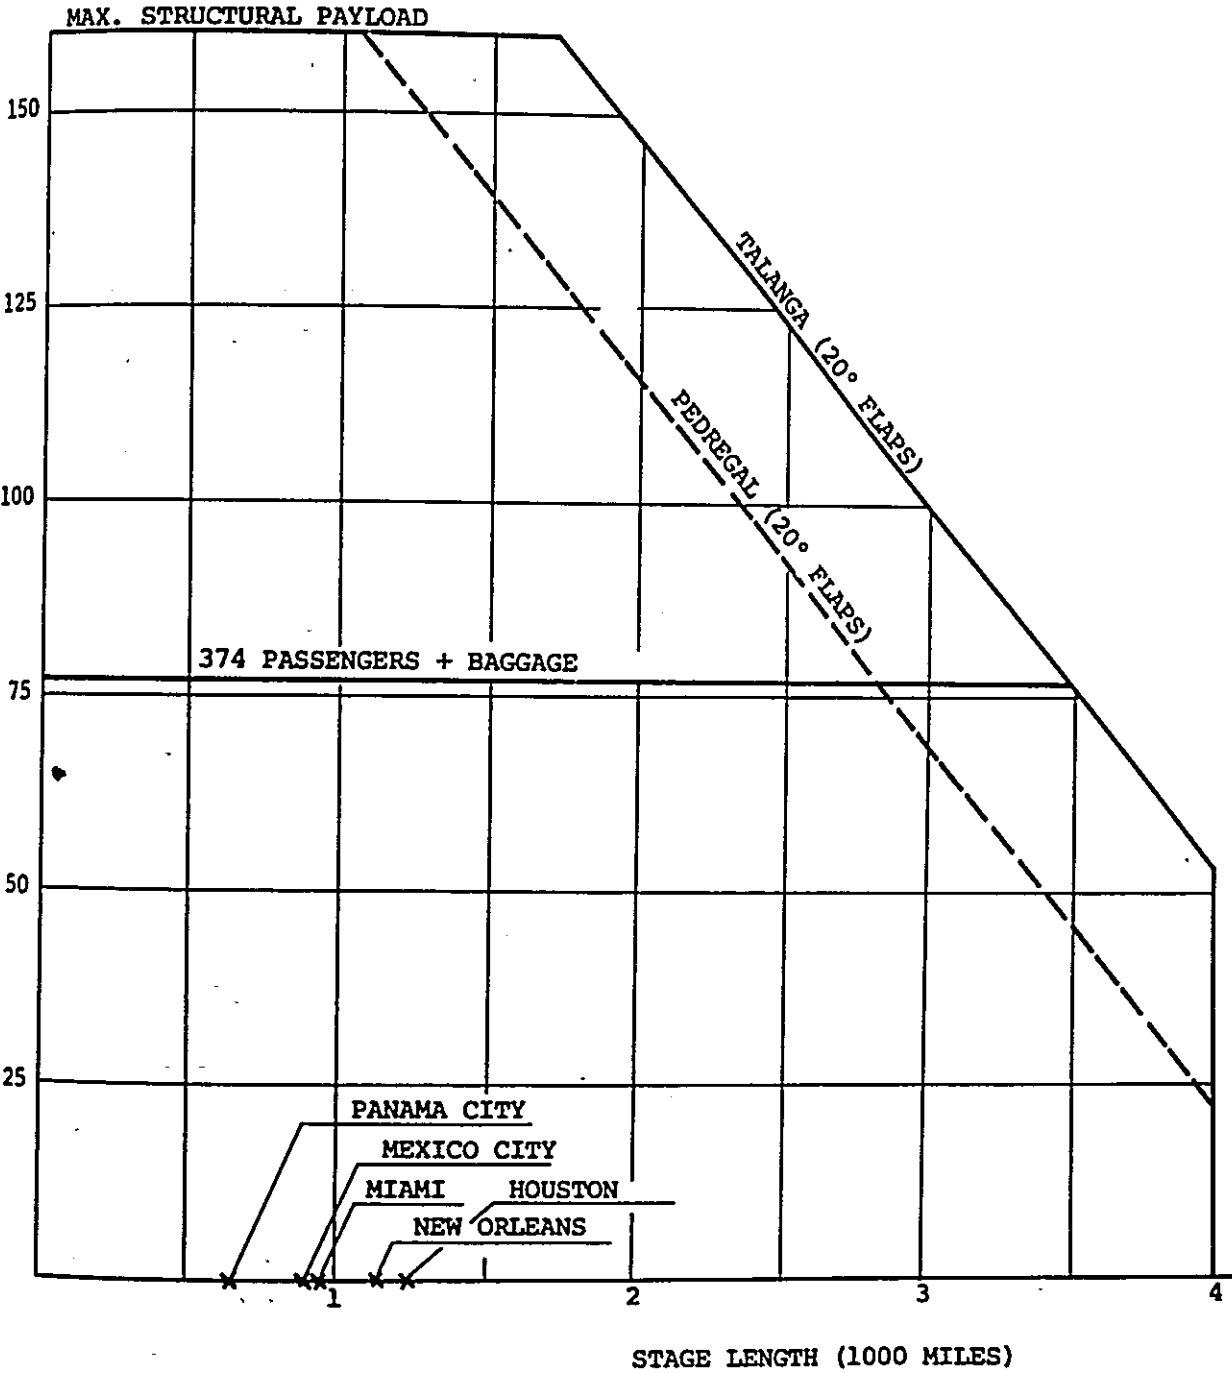 MAX. STRUCTURAL PAYLOAD
150
TALANGA (20° FLAPS)
125
PEDREGAL (20° FLAPS)
100
374 PASSENGERS + BAGGAGE
75
50
25
PANAMA CITY
MEXICO CITY
MIAMI
HOUSTON
NEW ORLEANS
1
2
3
4
STAGE LENGTH (1000 MILES)